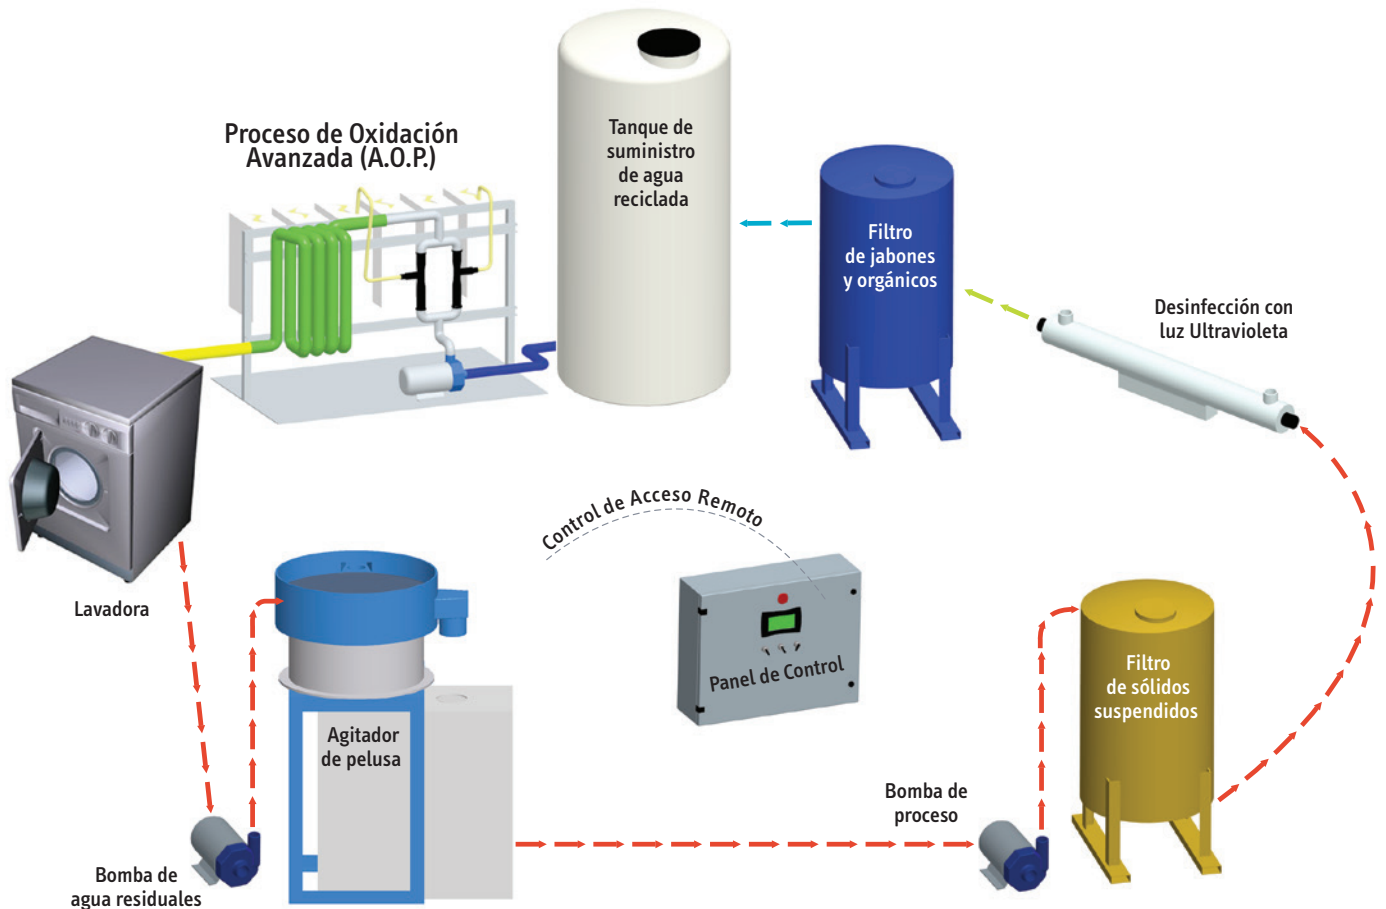 Proceso de Oxidación
Avanzada (A.O.P.)
Tanque de
suministro
de agua
reciclada
Filtro
de jabones
y orgánicos
Desinfección con
luz Ultravioleta
Control de Acceso Remoto
Lavadora
Panel de Control
Filtro
de sólidos
suspendidos
Agitador
de pelusa
Bomba de
proceso
Bomba de
agua residuales